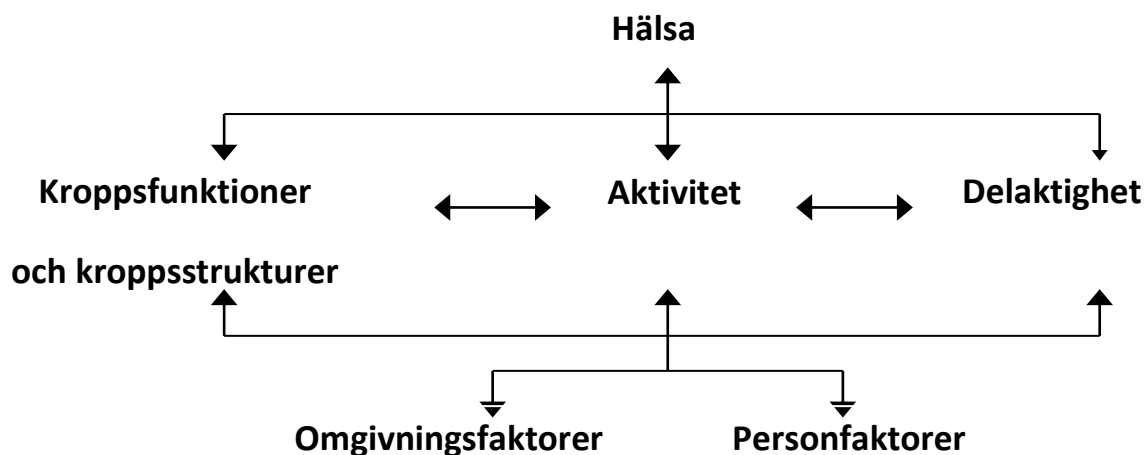 Hälsa
Kroppsfunktioner
Aktivitet
Delaktighet
och kroppsstrukturer
Omgivningsfaktorer
Personfaktorer